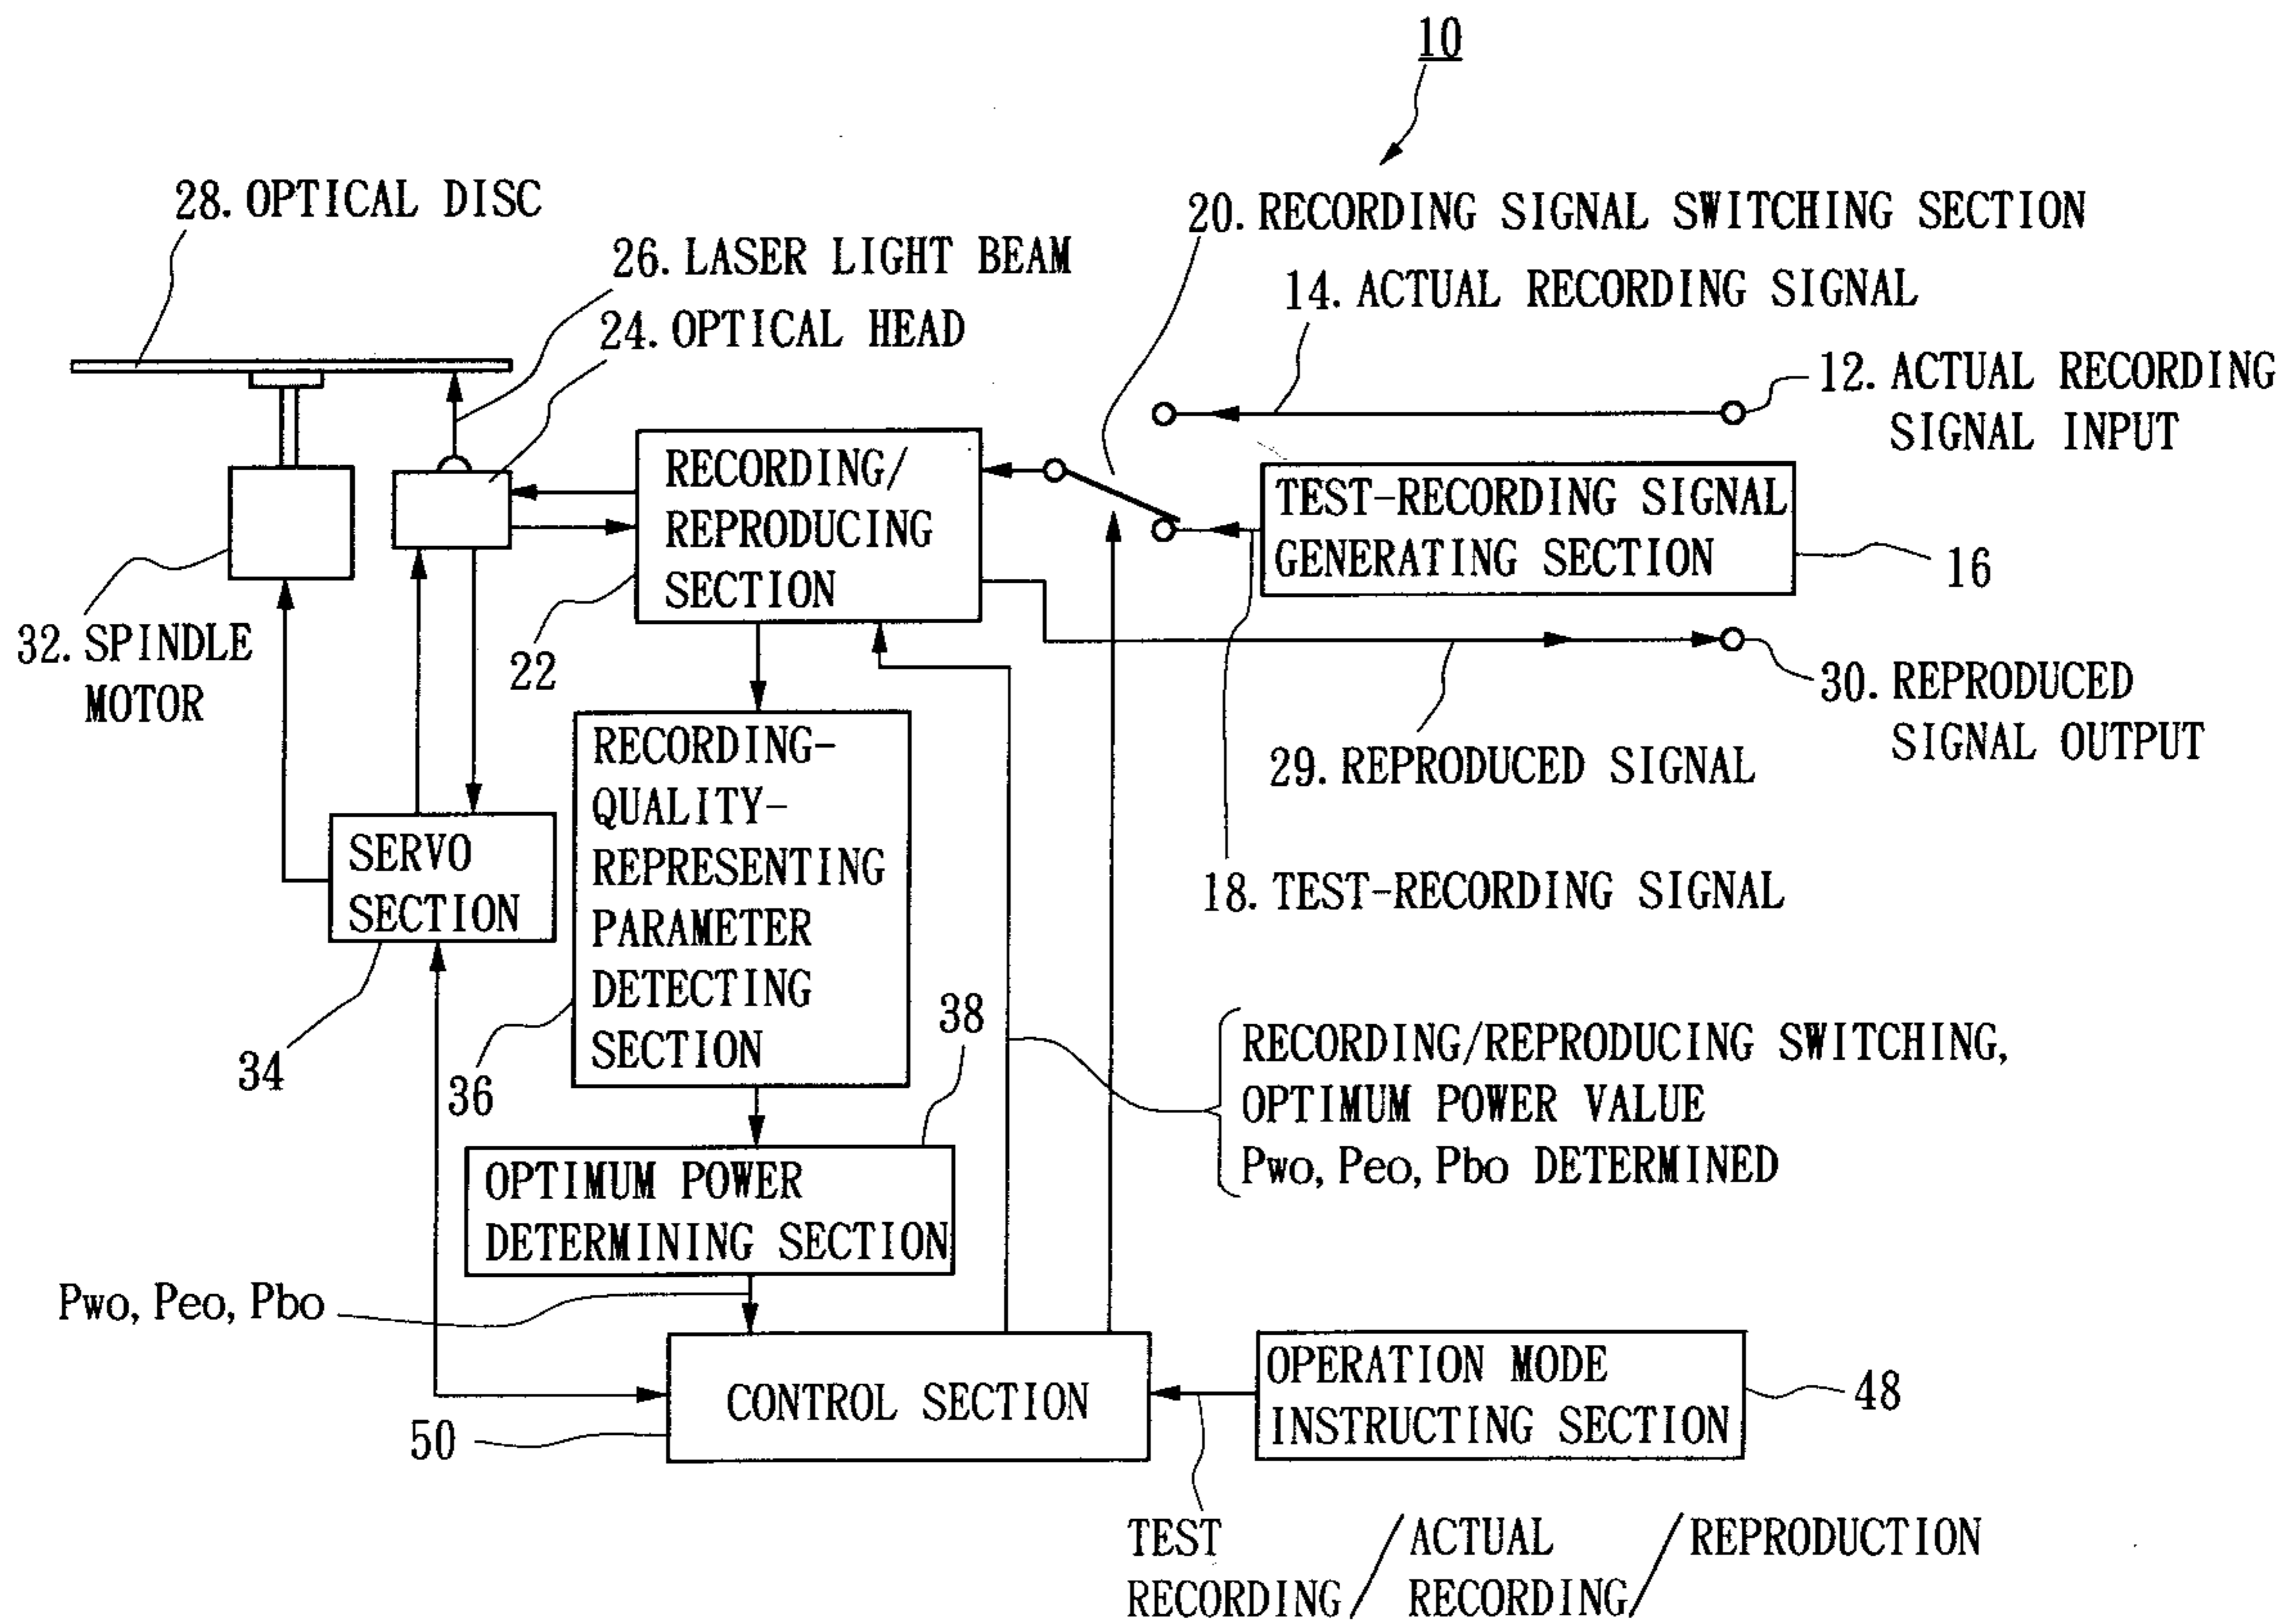 10
28. OPTICAL DISC
20. RECORDING SIGNAL SWITCHING SECTION
26. LASER LIGHT BEAM
14. ACTUAL RECORDING SIGNAL
24. OPTICAL HEAD
12. ACTUAL RECORDING
SIGNAL INPUT
RECORDING/
REPRODUCING
SECTION
TEST-RECORDING SIGNAL
GENERATING SECTION
16
32. SPINDLE
MOTOR
22
30. REPRODUCED
SIGNAL OUTPUT
29. REPRODUCED SIGNAL
RECORDING-
QUALITY-
REPRESENTING
PARAMETER
DETECTING
SECTION
SERVO
SECTION
18. TEST-RECORDING SIGNAL
34
36
38
RECORDING/REPRODUCING SWITCHING,
OPTIMUM POWER VALUE
Pwo, Peo, Pbo DETERMINED
OPTIMUM POWER
DETERMINING SECTION
Pwo, Peo, Pbo
CONTROL SECTION
50
OPERATION MODE
INSTRUCTING SECTION
48
TEST
RECORDING/
ACTUAL
RECORDING/
REPRODUCTION